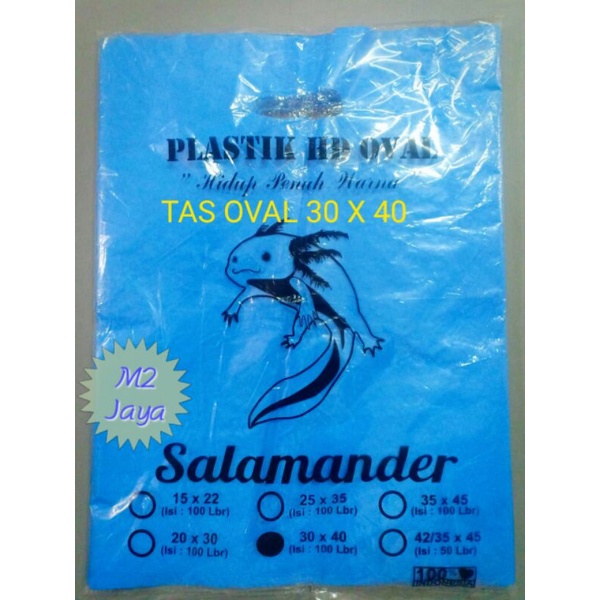 PLASTIK HD OVAL
" Hidup Penuh Warna "
TAS OVAL 30 X 40
M2
Jaya
Salamander
15 x 22
(Isi : 100 Lbr)
25 x 35
(Isi : 100 Lbr)
35 x 45
(Isi : 100 Lbr)
20 x 30
(Isi : 100 Lbr)
30 x 40
(Isi : 100 Lbr)
42/35 x 45
(Isi : 50 Lbr)
100%
INDONESIA